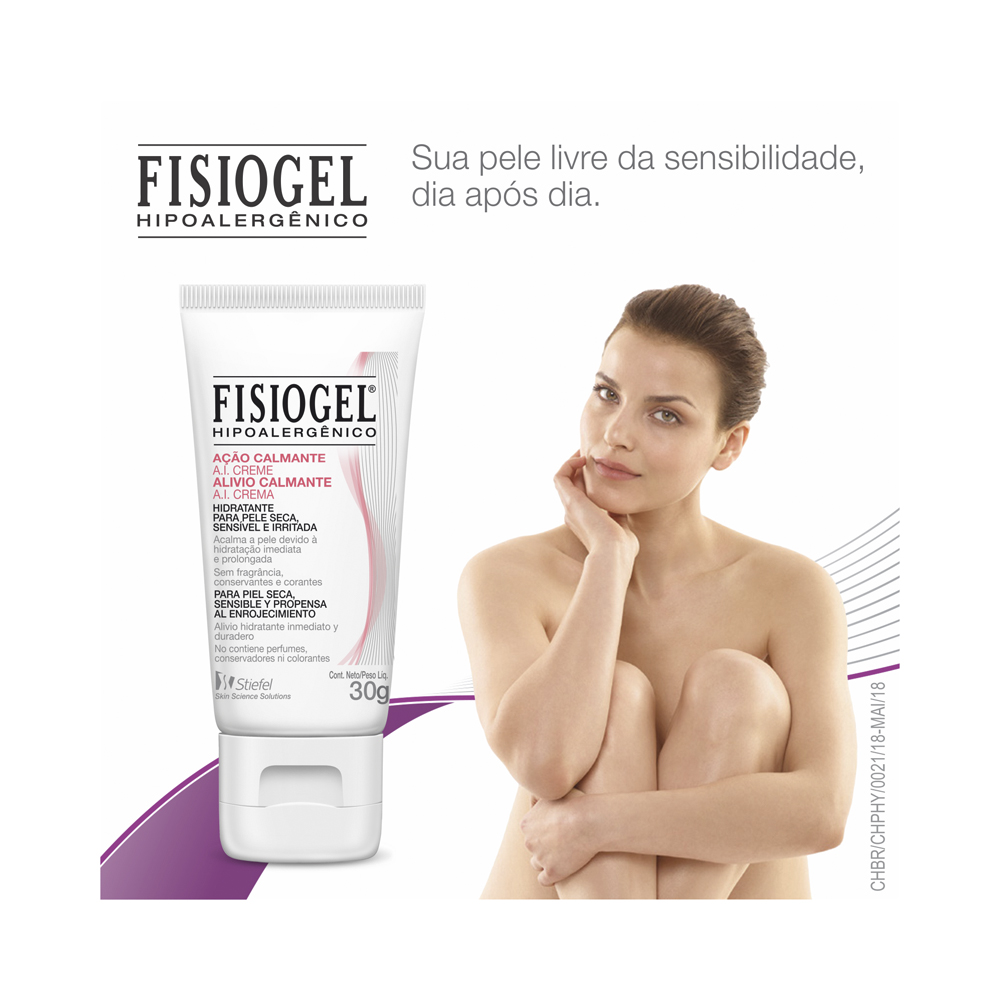 FISIOGEL
HIPOALERGÊNICO
Sua pele livre da sensibilidade,
dia após dia.
FISIOGEL®
HIPOALERGÊNICO
AÇÃO CALMANTE
A.I. CREME
ALIVIO CALMANTE
A.I. CREMA
HIDRATANTE
PARA PELE SECA,
SENSÍVEL E IRRITADA
Acalma a pele devido à
hidratação imediata
e prolongada
Sem fragrância,
conservantes e corantes
PARA PIEL SECA,
SENSIBLE Y PROPENSA
AL ENROJECIMIENTO
Alivio hidratante inmediato y
duradero
No contiene perfumes,
conservadores ni colorantes
Stiefel
Skin Science Solutions
Cont. Neto/Peso Liq.
30g
CHBR/CHPHY/0021/18-MAI/18